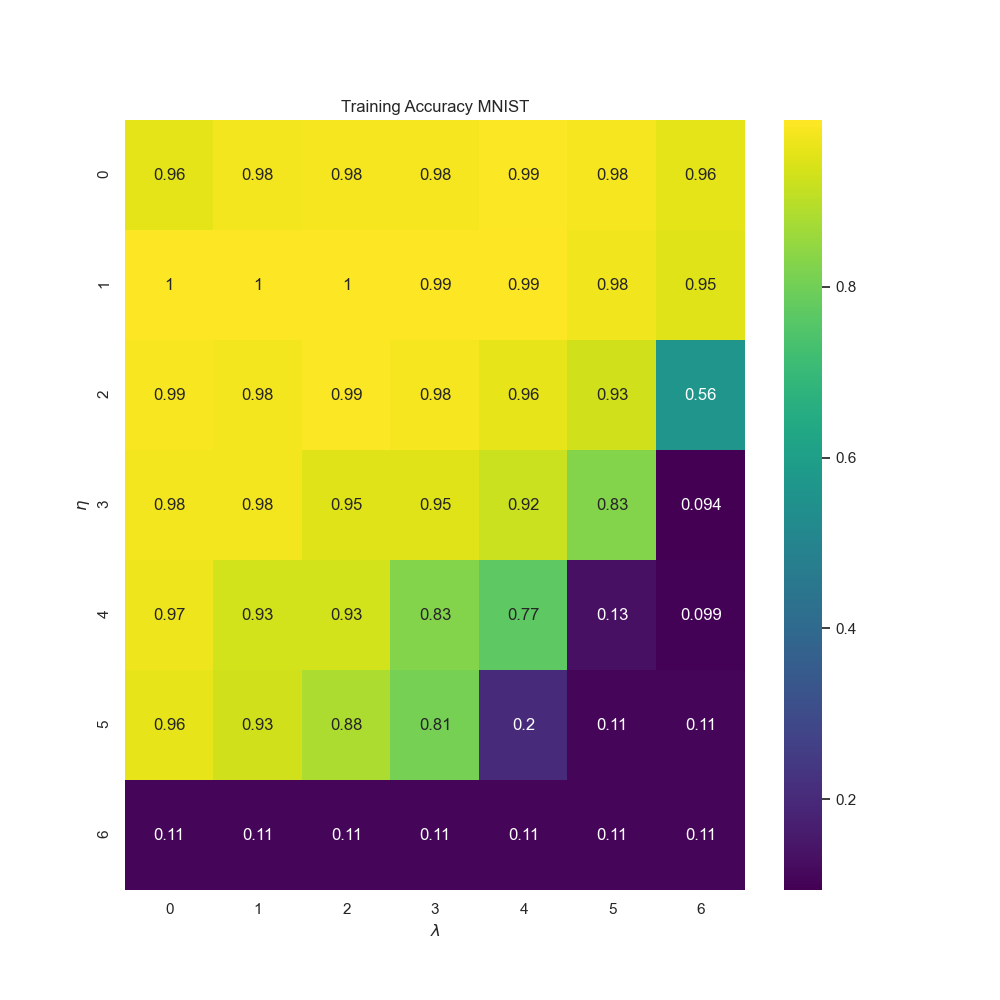 Training Accuracy MNIST
0 0.96 0.98 0.98 0.98 0.99 0.98 0.96
1 1 1 1 0.99 0.99 0.98 0.95
0.8
2 0.99 0.98 0.99 0.98 0.96 0.93 0.56
0.6
η
3 0.98 0.98 0.95 0.95 0.92 0.83 0.094
4 0.97 0.93 0.93 0.83 0.77 0.13 0.099
0.4
5 0.96 0.93 0.88 0.81 0.2 0.11 0.11
0.2
6 0.11 0.11 0.11 0.11 0.11 0.11 0.11
0 1 2 3 4 5 6
λ